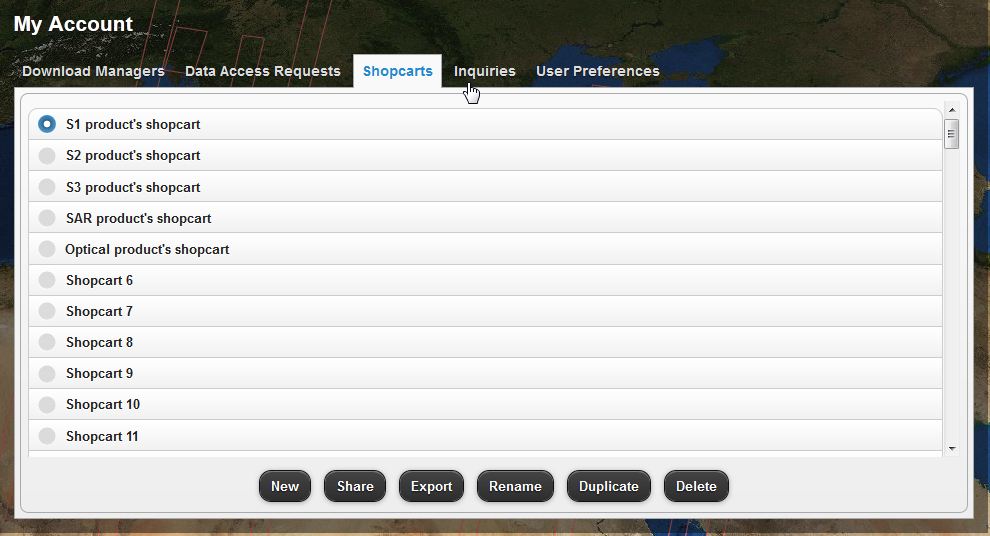 My Account
Download Managers Data Access Requests Shopcarts Inquiries User Preferences
S1 product's shopcart
S2 product's shopcart
S3 product's shopcart
SAR product's shopcart
Optical product's shopcart
Shopcart 6
Shopcart 7
Shopcart 8
Shopcart 9
Shopcart 10
Shopcart 11
New Share Export Rename Duplicate Delete